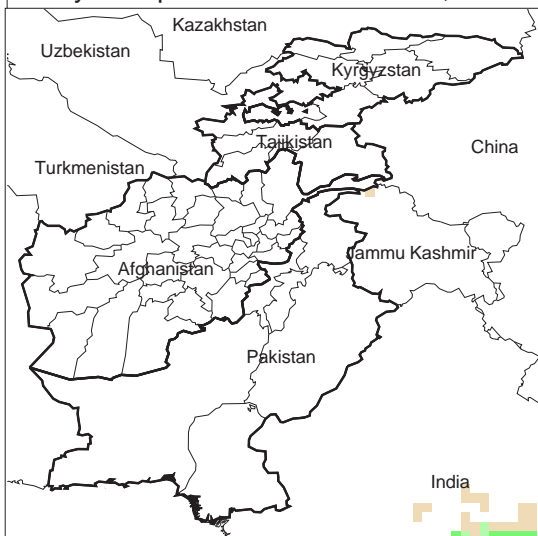 Kazakhstan
Uzbekistan
Kyrgyzstan
Tajikistan
China
Turkmenistan
Jammu Kashmir
Afghanistan
Pakistan
India